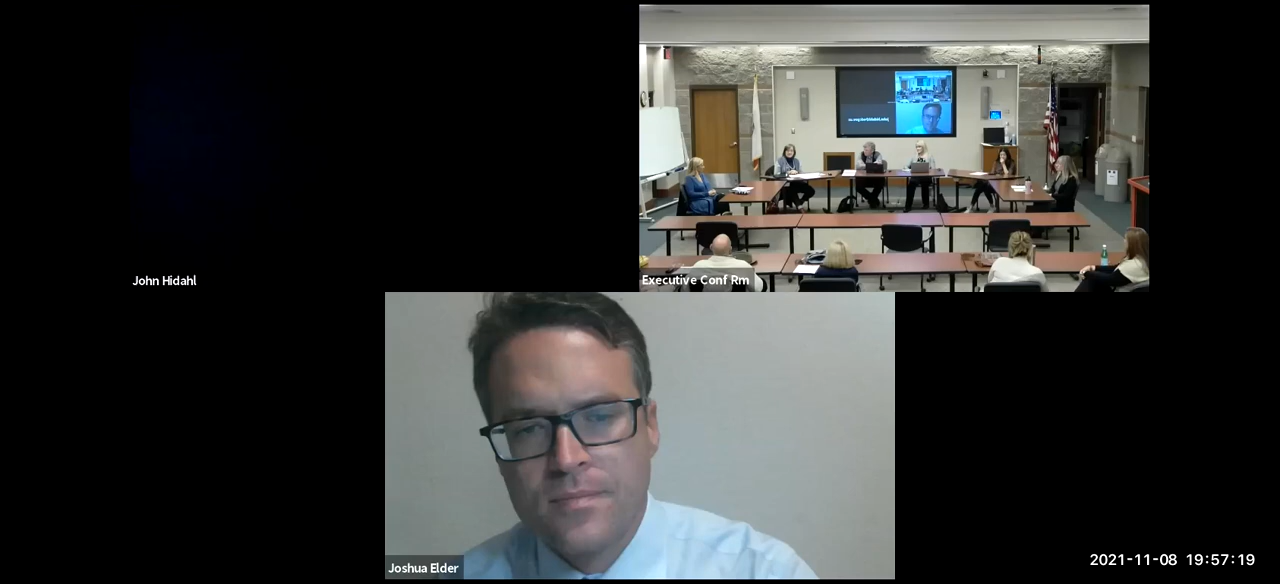 John Hidahl
Executive Conf Rm
Joshua Elder
2021-11-08 19:57:19